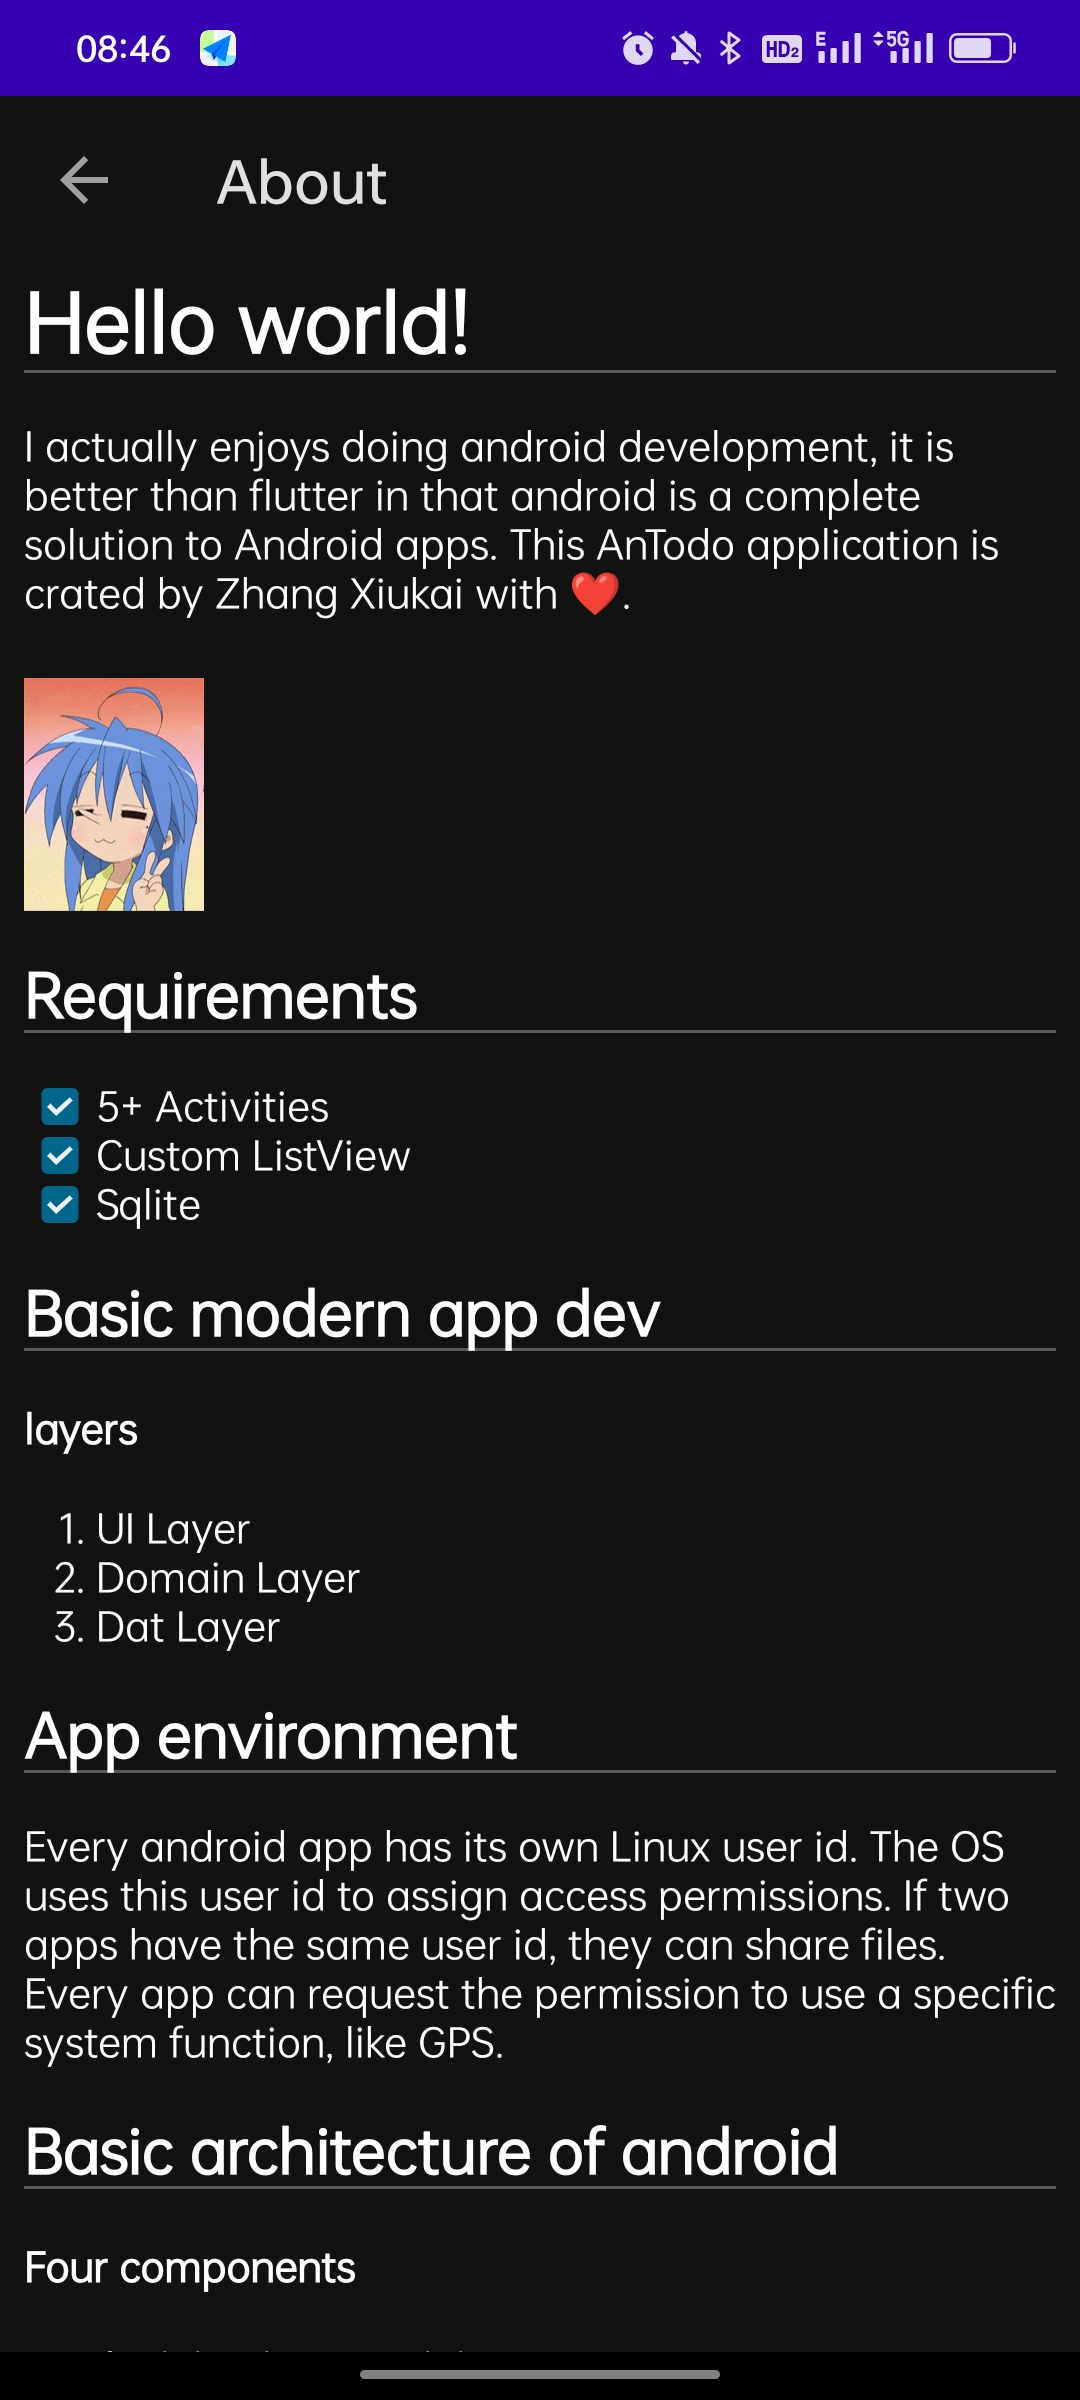 08:46
HD2 E 5G
About
Hello world!
I actually enjoys doing android development, it is
better than flutter in that android is a complete
solution to Android apps. This AnTodo application is
crated by Zhang Xiukai with ❤️.
Requirements
5+ Activities
Custom ListView
Sqlite
Basic modern app dev
layers
1. UI Layer
2. Domain Layer
3. Dat Layer
App environment
Every android app has its own Linux user id. The OS
uses this user id to assign access permissions. If two
apps have the same user id, they can share files.
Every app can request the permission to use a specific
system function, like GPS.
Basic architecture of android
Four components